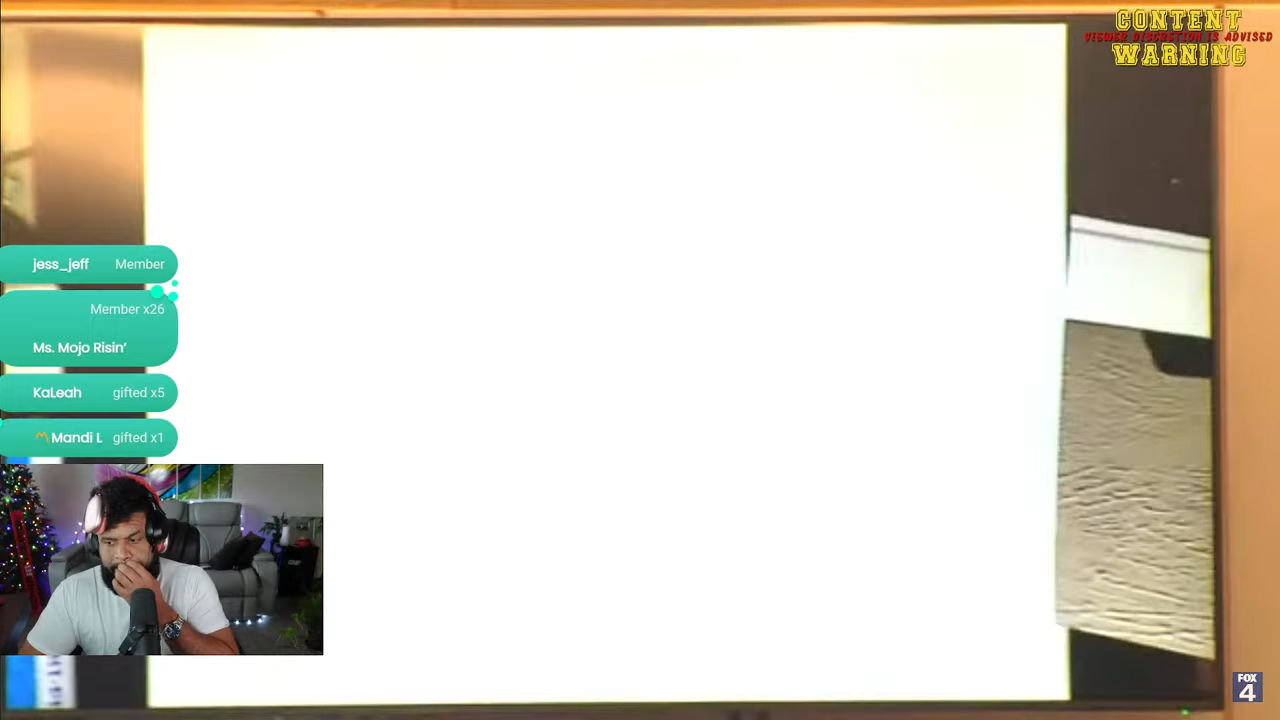 CONTENT
VIEWER DISCRETION IS ADVISED
WARNING
jess_jeff Member
Member x26
Ms. Mojo Risin'
KaLeah gifted x5
Mandi L gifted x1
FOX
4